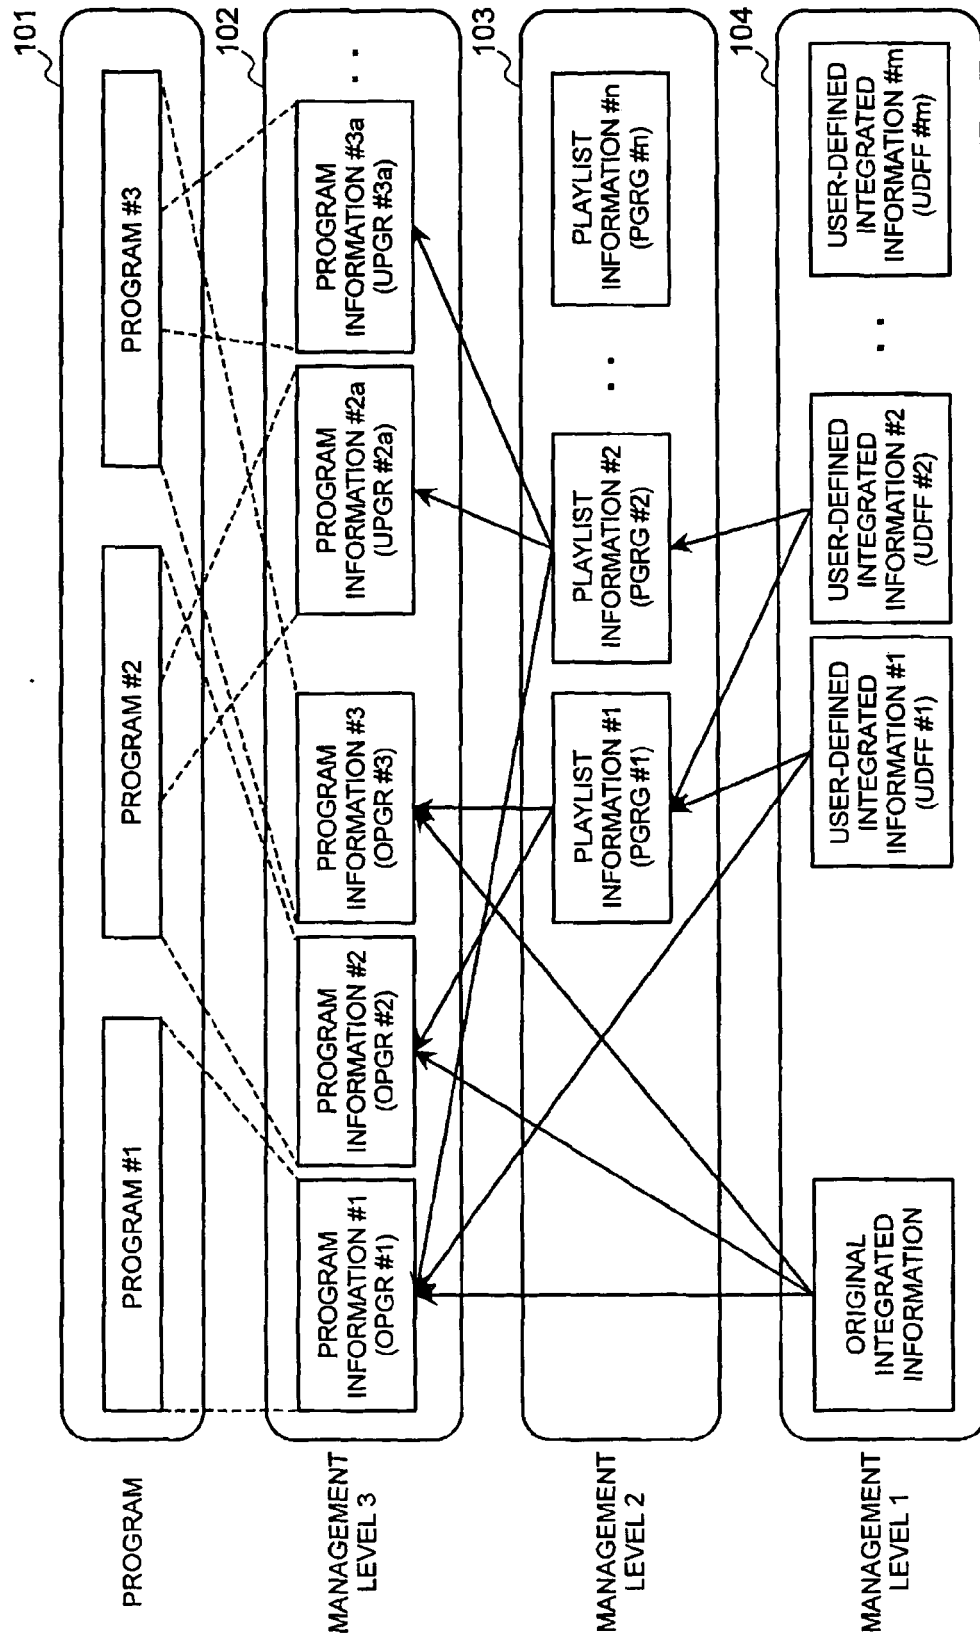 PROGRAM
101
PROGRAM #1
PROGRAM #2
PROGRAM #3
MANAGEMENT
LEVEL 3
102
PROGRAM
INFORMATION #1
(OPGR #1)
PROGRAM
INFORMATION #2
(OPGR #2)
PROGRAM
INFORMATION #3
(OPGR #3)
PROGRAM
INFORMATION #2a
(UPGR #2a)
PROGRAM
INFORMATION #3a
(UPGR #3a)
. .
MANAGEMENT
LEVEL 2
103
PLAYLIST
INFORMATION #1
(PGRG #1)
PLAYLIST
INFORMATION #2
(PGRG #2)
. .
PLAYLIST
INFORMATION #n
(PGRG #n)
MANAGEMENT
LEVEL 1
104
ORIGINAL
INTEGRATED
INFORMATION
USER-DEFINED
INTEGRATED
INFORMATION #1
(UDFF #1)
USER-DEFINED
INTEGRATED
INFORMATION #2
(UDFF #2)
. .
USER-DEFINED
INTEGRATED
INFORMATION #m
(UDFF #m)